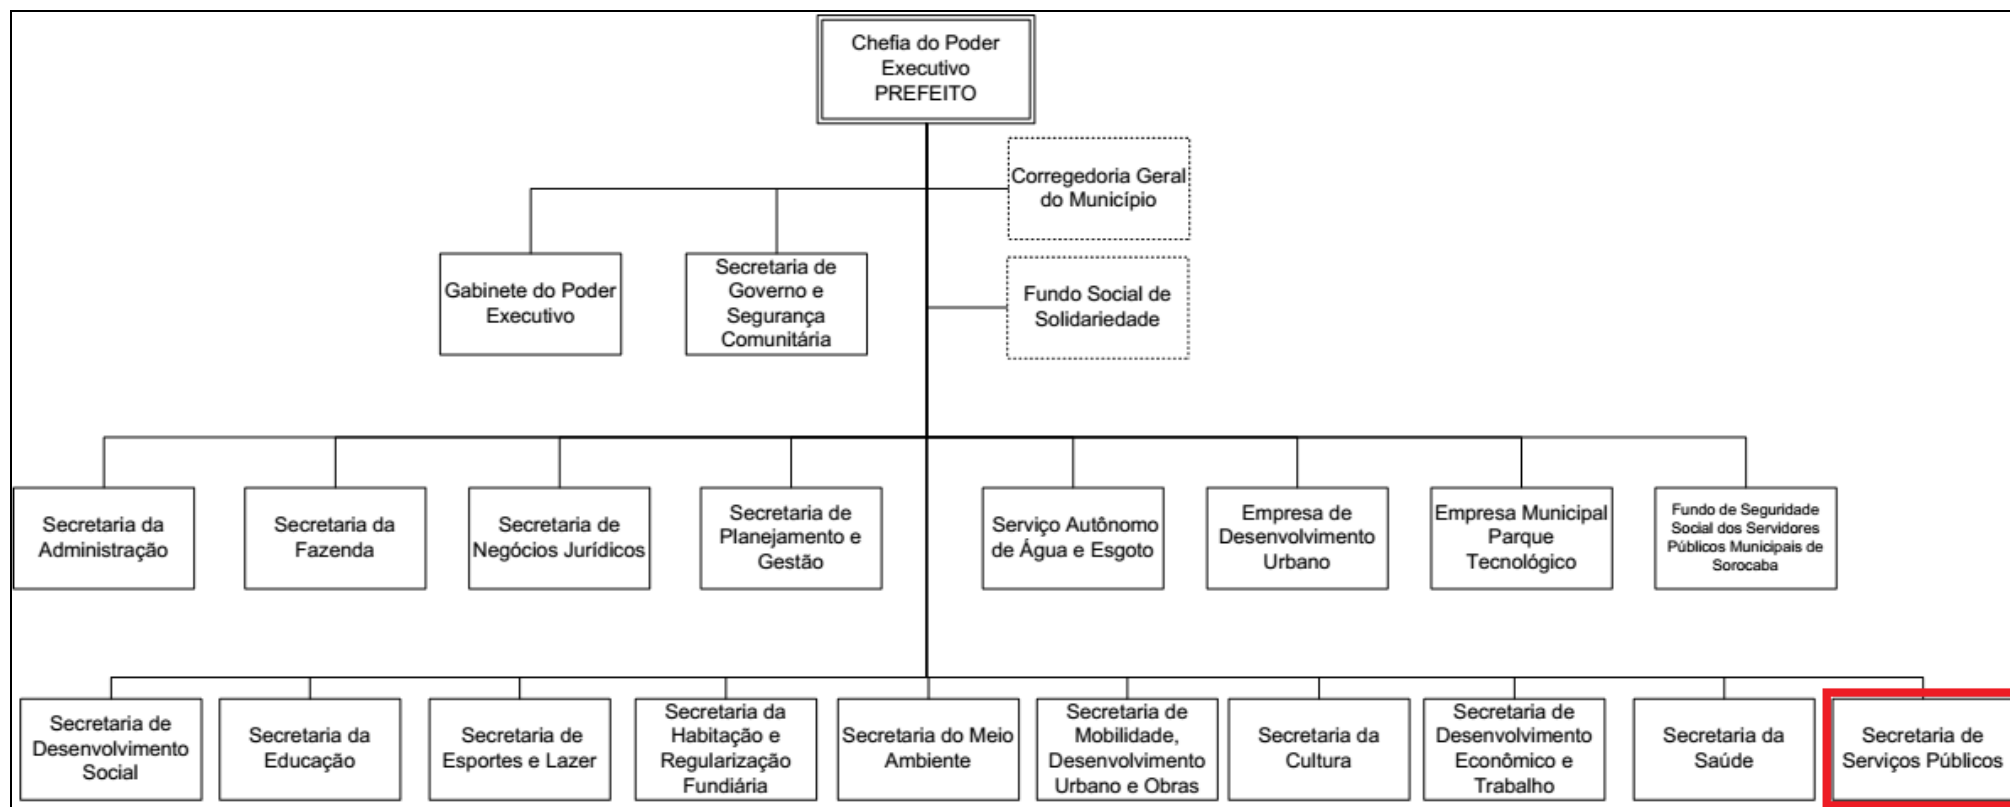 Chefia do Poder
Executivo
PREFEITO
Corregedoria Geral
do Município
Gabinete do Poder
Executivo
Secretaria de
Governo e
Segurança
Comunitária
Fundo Social de
Solidariedade
Secretaria da
Administração
Secretaria da
Fazenda
Secretaria de
Negócios Jurídicos
Secretaria de
Planejamento e
Gestão
Serviço Autônomo
de Água e Esgoto
Empresa de
Desenvolvimento
Urbano
Empresa Municipal
Parque
Tecnológico
Fundo de Seguridade
Social dos Servidores
Públicos Municipais de
Sorocaba
Secretaria de
Desenvolvimento
Social
Secretaria da
Educação
Secretaria de
Esportes e Lazer
Secretaria da
Habitação e
Regularização
Fundiária
Secretaria do Meio
Ambiente
Secretaria de
Mobilidade,
Desenvolvimento
Urbano e Obras
Secretaria da
Cultura
Secretaria de
Desenvolvimento
Econômico e
Trabalho
Secretaria da
Saúde
Secretaria de
Serviços Públicos